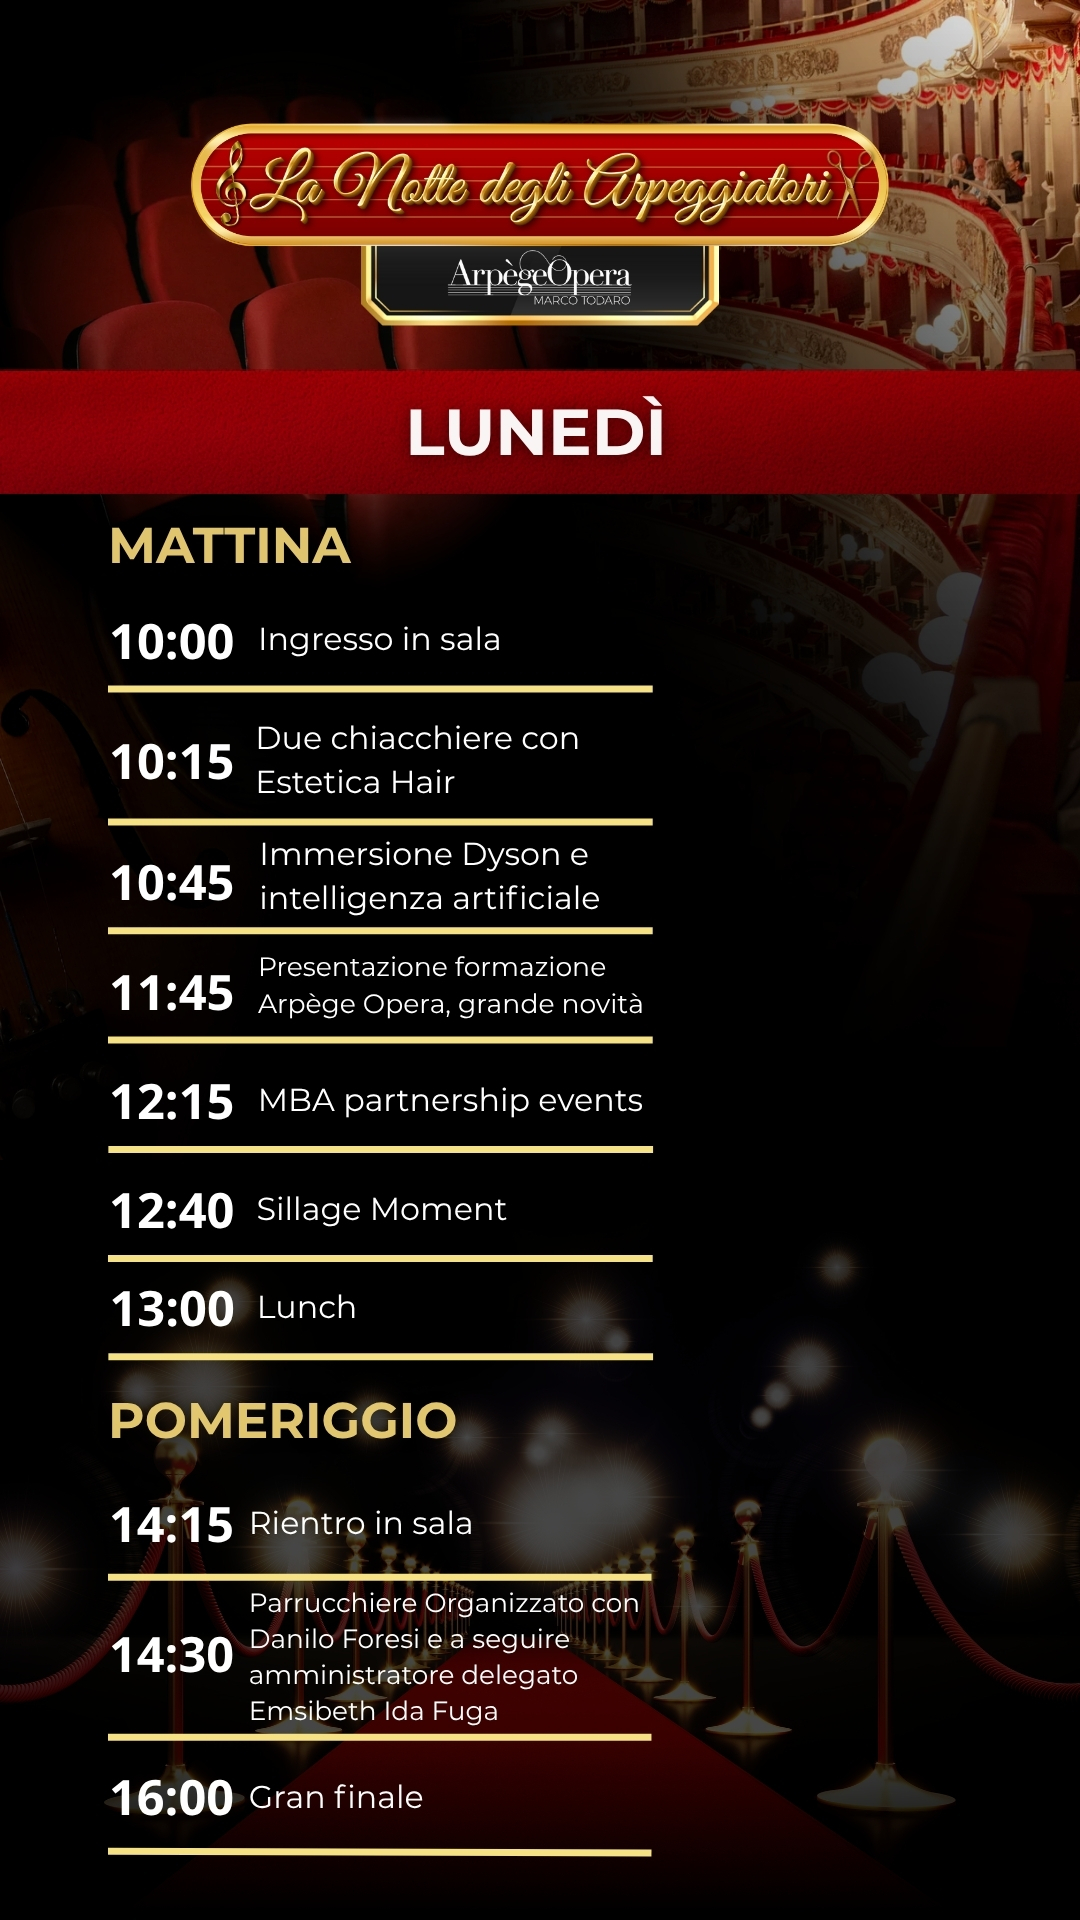 La Notte degli Arpeggiatori
ArpègeOpera
MARCO TODARO
LUNEDÌ
MATTINA
10:00 Ingresso in sala
10:15 Due chiacchiere con
Estetica Hair
10:45 Immersione Dyson e
intelligenza artificiale
11:45 Presentazione formazione
Arpège Opera, grande novità
12:15 MBA partnership events
12:40 Sillage Moment
13:00 Lunch
POMERIGGIO
14:15 Rientro in sala
14:30 Parrucchiere Organizzato con
Danilo Foresi e a seguire
amministratore delegato
Emsibeth Ida Fuga
16:00 Gran finale